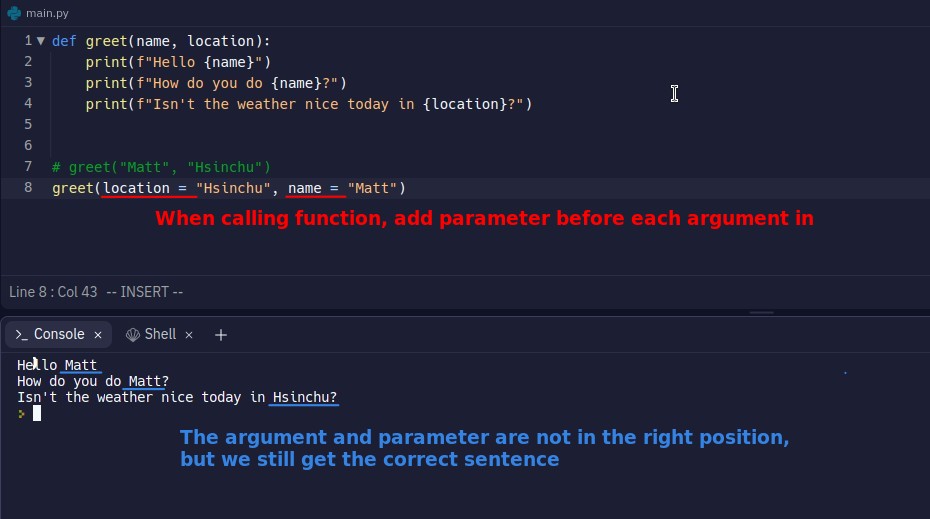 main.py
1 def greet(name, location):
2 print(f"Hello {name}")
3 print(f"How do you do {name}?")
4 print(f"Isn't the weather nice today in {location}?")
5
6
7 # greet("Matt", "Hsinchu")
8 greet(location = "Hsinchu", name = "Matt")
When calling function, add parameter before each argument in
Line 8 : Col 43 -- INSERT --
Console × Shell × +
Hello Matt
How do you do Matt?
Isn't the weather nice today in Hsinchu?
The argument and parameter are not in the right position,
but we still get the correct sentence